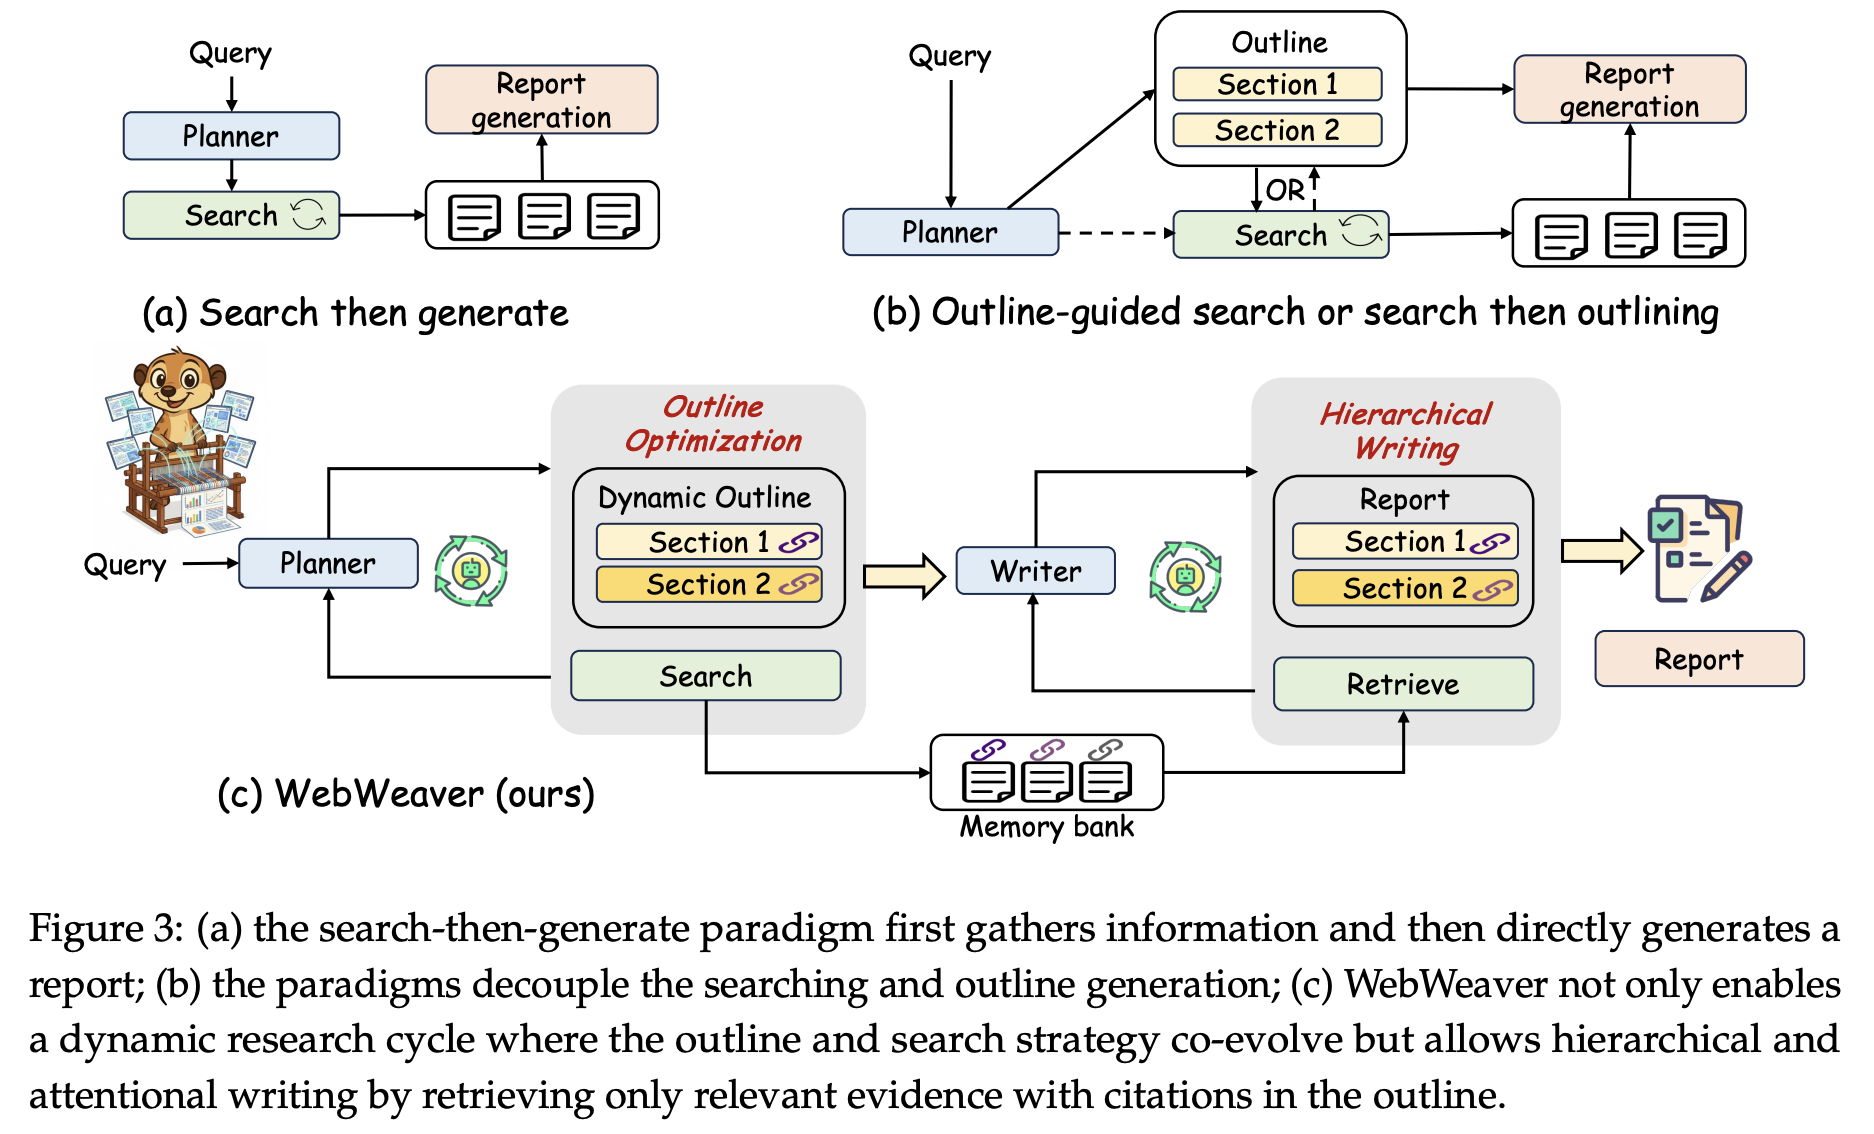 Query
Planner
Search
Report
generation
(a) Search then generate
Query
Planner
Outline
Section 1
Section 2
OR
Search
Report
generation
(b) Outline-guided search or search then outlining
Query
Planner
Outline
Optimization
Dynamic Outline
Section 1
Section 2
Search
Writer
Hierarchical
Writing
Report
Section 1
Section 2
Retrieve
Report
Memory bank
(c) WebWeaver (ours)
Figure 3: (a) the search-then-generate paradigm first gathers information and then directly generates a
report; (b) the paradigms decouple the searching and outline generation; (c) WebWeaver not only enables
a dynamic research cycle where the outline and search strategy co-evolve but allows hierarchical and
attentional writing by retrieving only relevant evidence with citations in the outline.